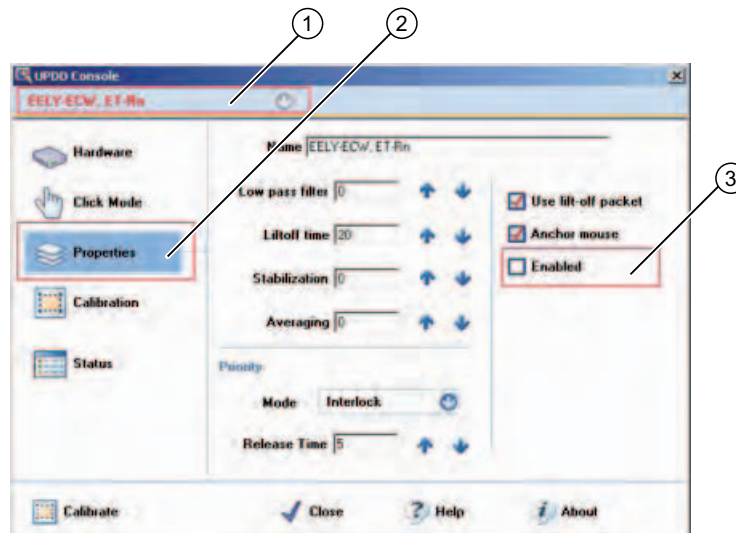 1
2
UPDD Console
EELY-ECW, ET-Rn
3
Hardware
Click Mode
Properties
Calibration
Status
Name EELY-ECW, ET-Rn
Low pass filter 0
Liftoff time 20
Stabilization 0
Averaging 0
Priority
Mode Interlock
Release Time 5
Use lift-off packet
Anchor mouse
Enabled
Calibrate
Close
Help
About